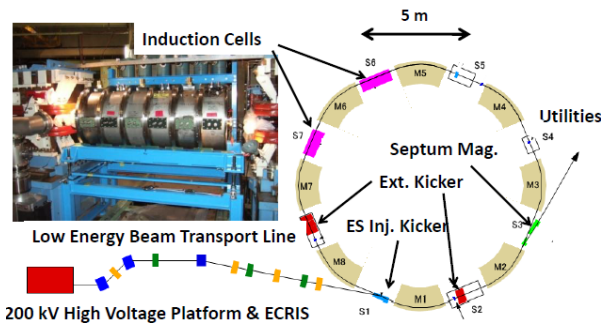 5 m
Induction Cells
S6
M5
S5
M6
M4
Utilities
S7
S4
Septum Mag.
M7
Ext. Kicker
M3
Low Energy Beam Transport Line
ES Inj. Kicker
S3
M8
M2
200 kV High Voltage Platform & ECRIS
S1
M1
S2